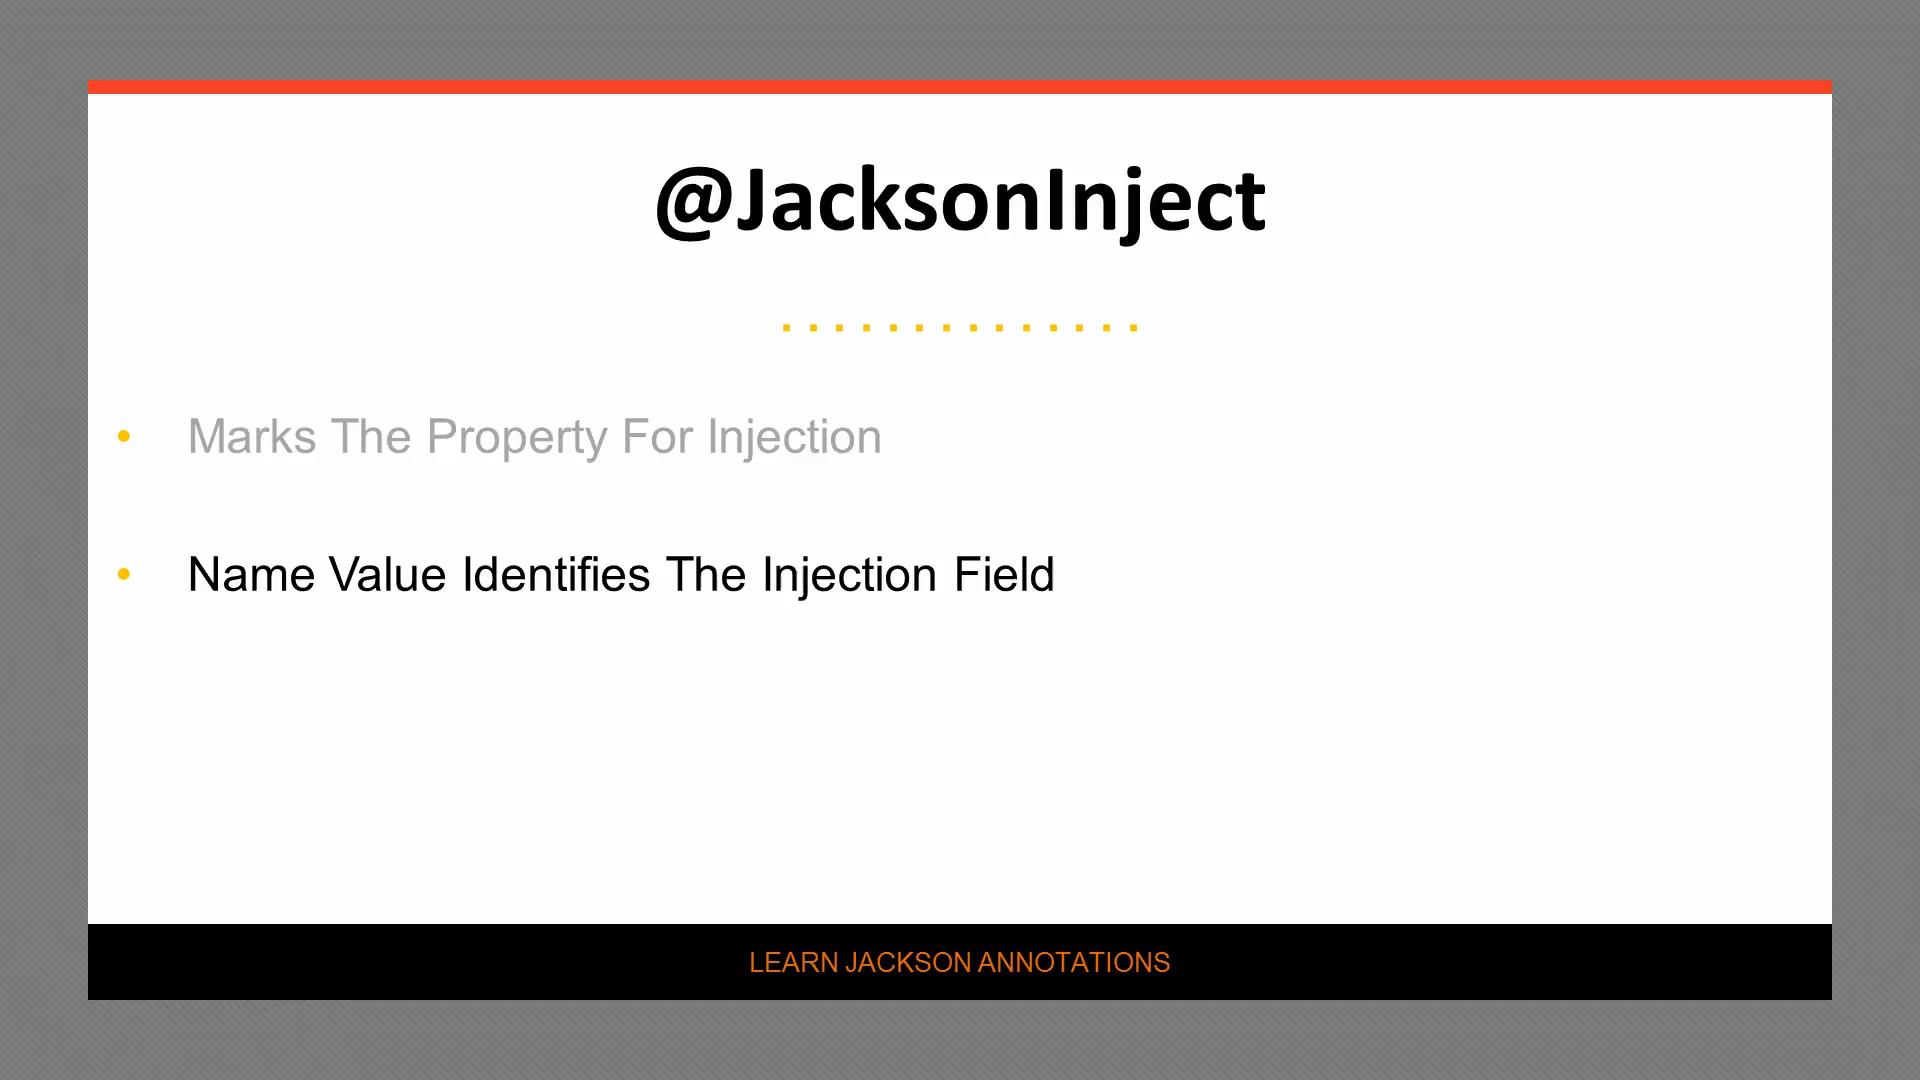 @JacksonInject
Marks The Property For Injection
Name Value Identifies The Injection Field
LEARN JACKSON ANNOTATIONS